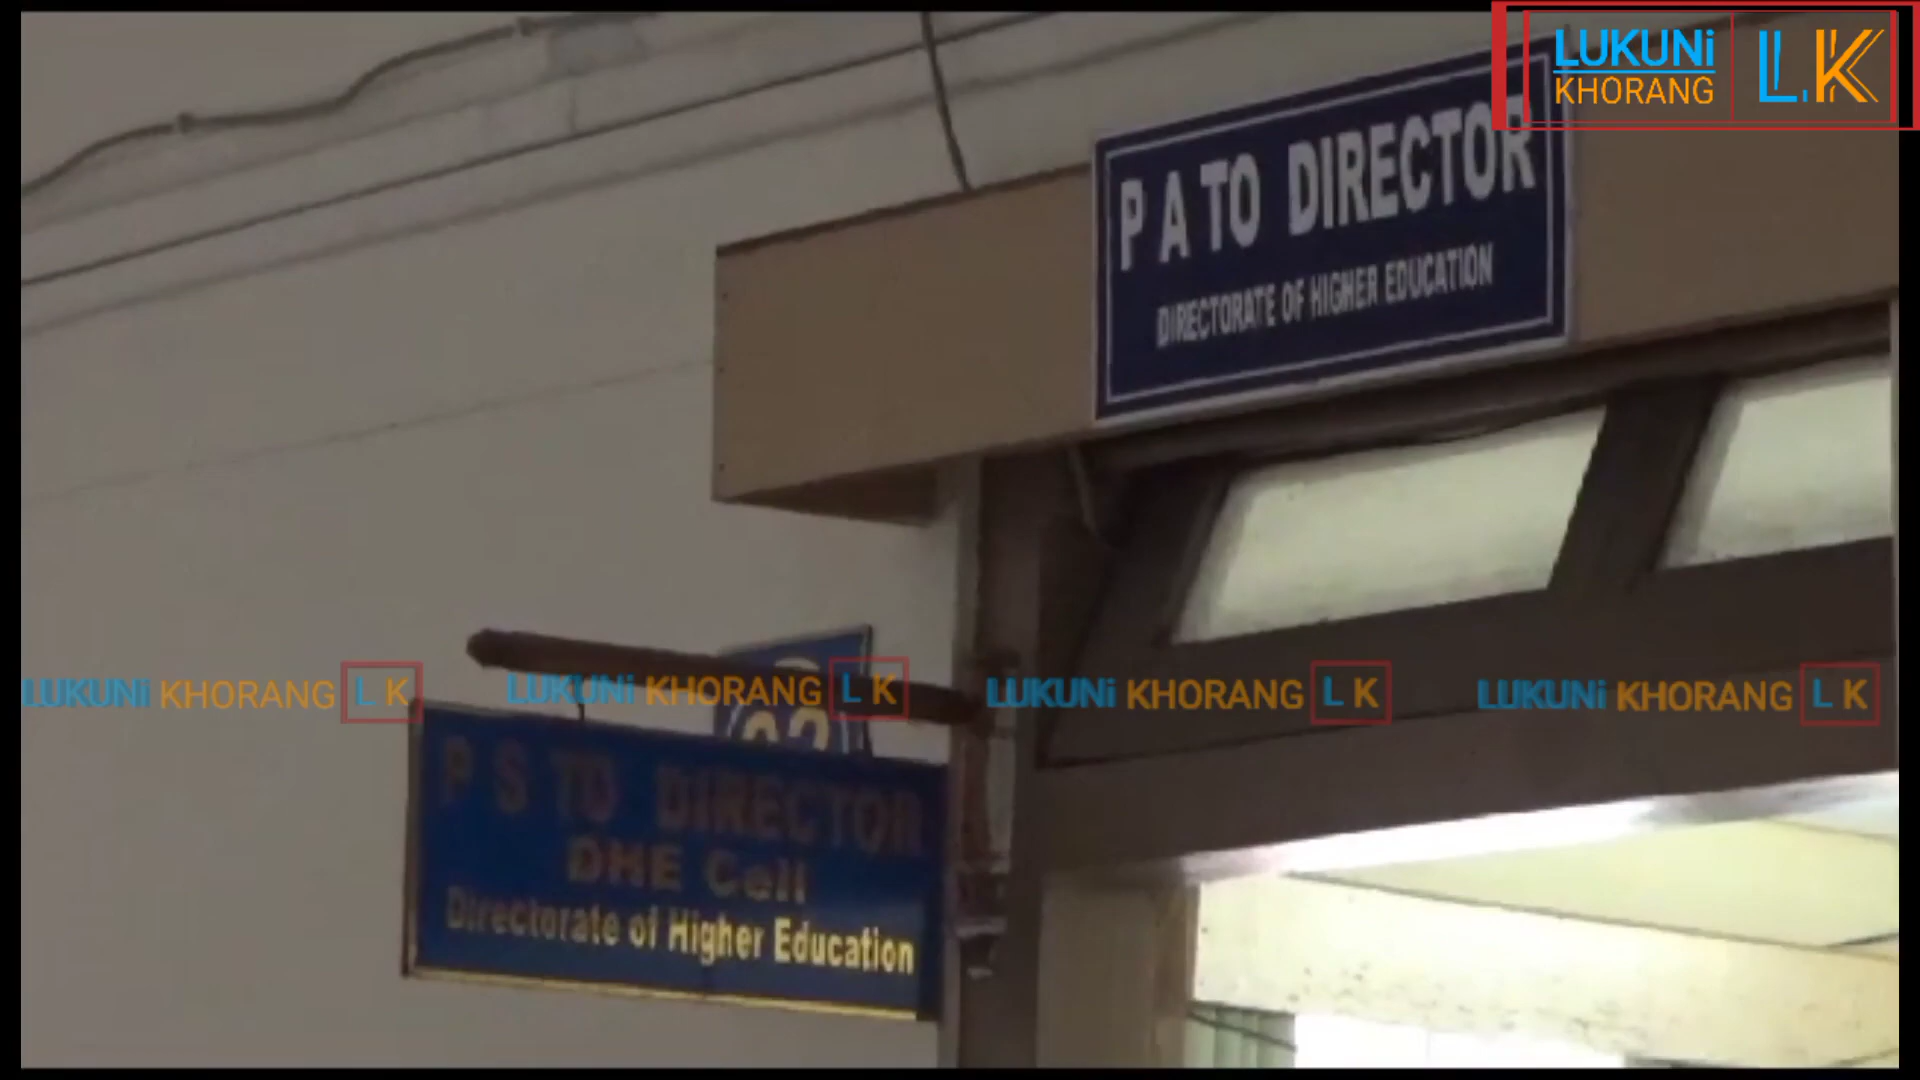 LUKUNi
KHORANG
L.K
P A TO DIRECTOR
DIRECTORATE OF HIGHER EDUCATION
LUKUNi KHORANG L K
LUKUNi KHORANG L K
LUKUNi KHORANG L K
LUKUNi KHORANG L K
P S TO DIRECTOR
DHE Cell
Directorate of Higher Education